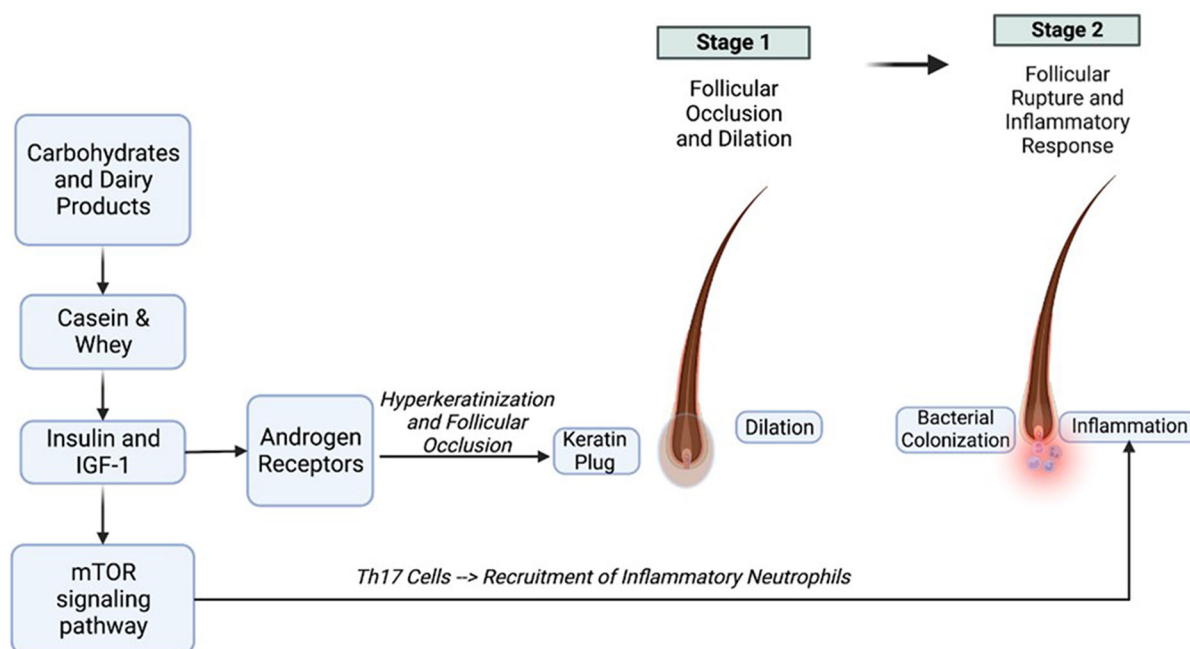 Stage 1
Stage 2
Follicular
Occlusion
and Dilation
Follicular
Rupture and
Inflammatory
Response
Carbohydrates
and Dairy
Products
Casein &
Whey
Insulin and
IGF-1
Androgen
Receptors
Hyperkeratinization
and Follicular
Occlusion
Keratin
Plug
Dilation
Bacterial
Colonization
Inflammation
mTOR
signaling
pathway
Th17 Cells --> Recruitment of Inflammatory Neutrophils